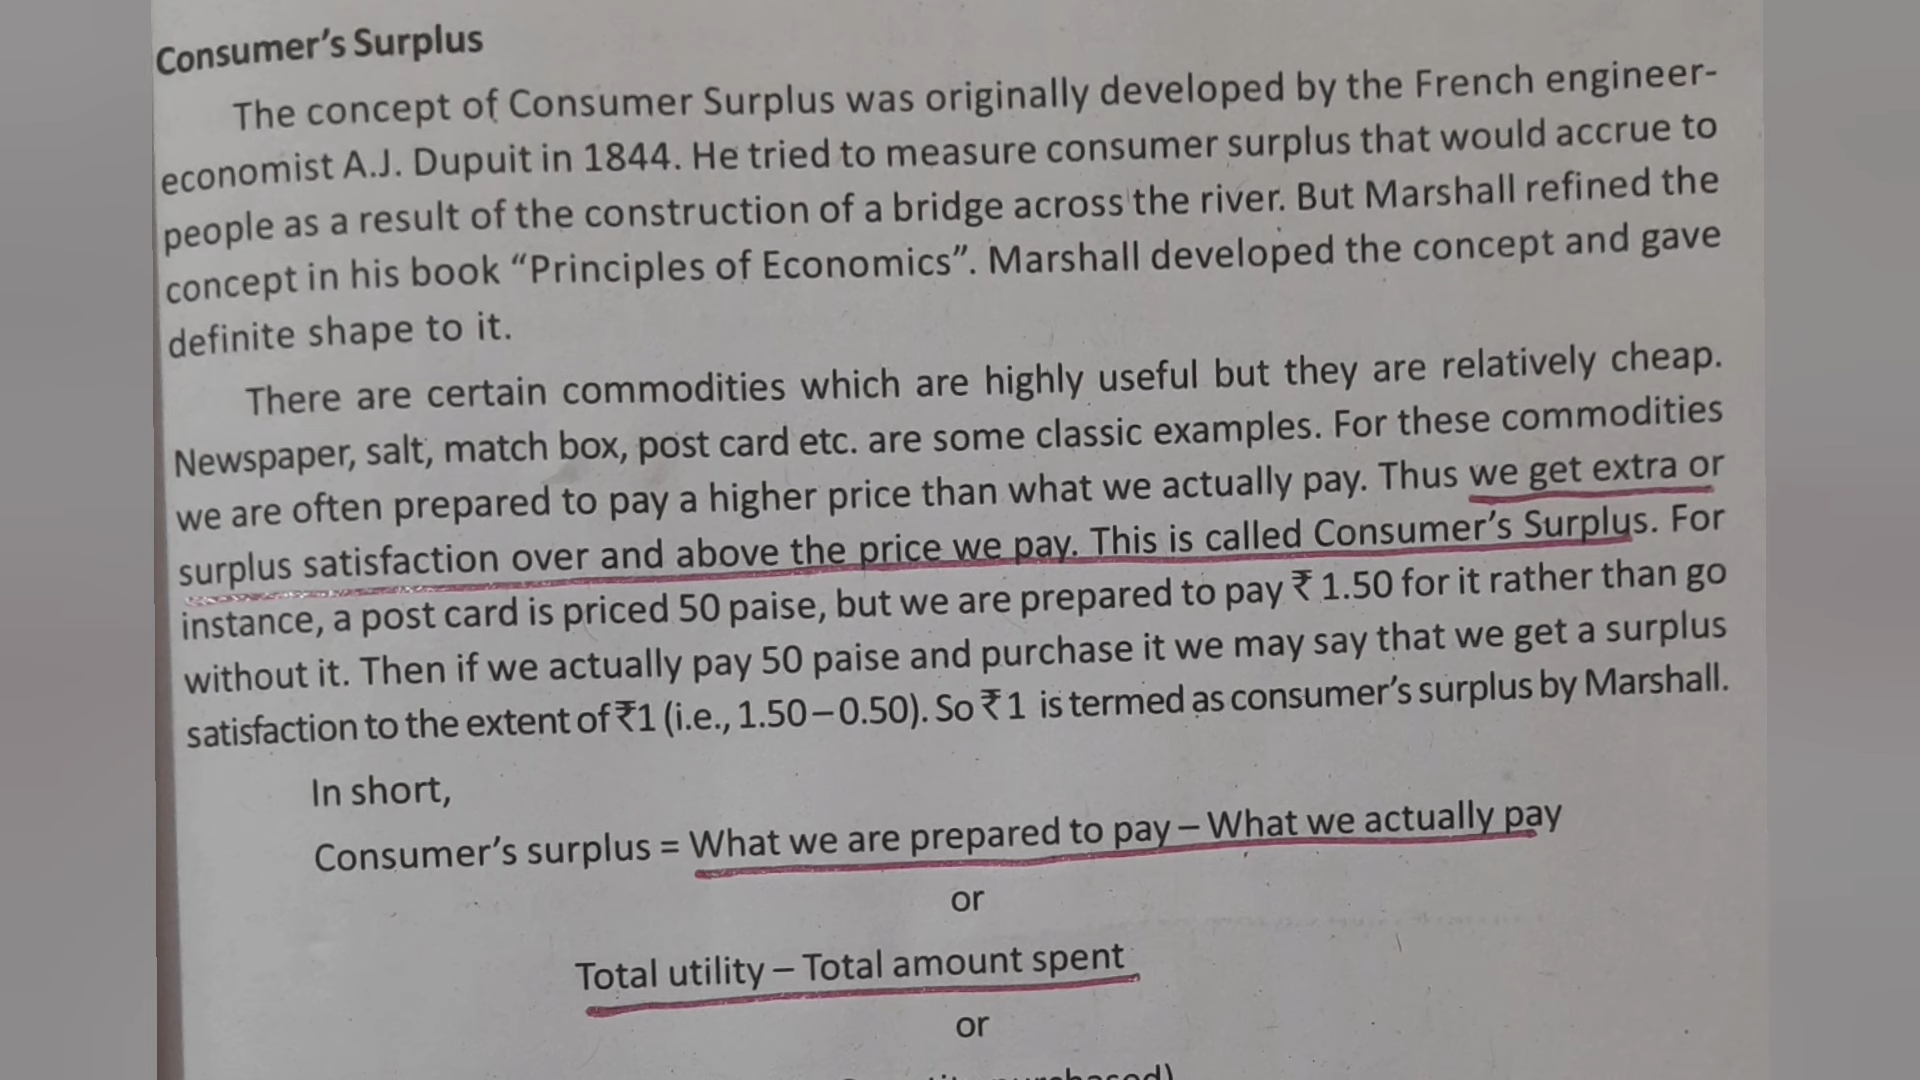 Consumer's Surplus
The concept of Consumer Surplus was originally developed by the French engineer-
economist A.J. Dupuit in 1844. He tried to measure consumer surplus that would accrue to
people as a result of the construction of a bridge across the river. But Marshall refined the
concept in his book “Principles of Economics”. Marshall developed the concept and gave
definite shape to it.
There are certain commodities which are highly useful but they are relatively cheap.
Newspaper, salt, match box, post card etc. are some classic examples. For these commodities
we are often prepared to pay a higher price than what we actually pay. Thus we get extra or
surplus satisfaction over and above the price we pay. This is called Consumer's Surplus. For
instance, a post card is priced 50 paise, but we are prepared to pay ₹ 1.50 for it rather than go
without it. Then if we actually pay 50 paise and purchase it we may say that we get a surplus
satisfaction to the extent of ₹1 (i.e., 1.50 – 0.50). So ₹ 1 is termed as consumer's surplus by Marshall.
In short,
Consumer's surplus = What we are prepared to pay – What we actually pay
or
Total utility – Total amount spent
or